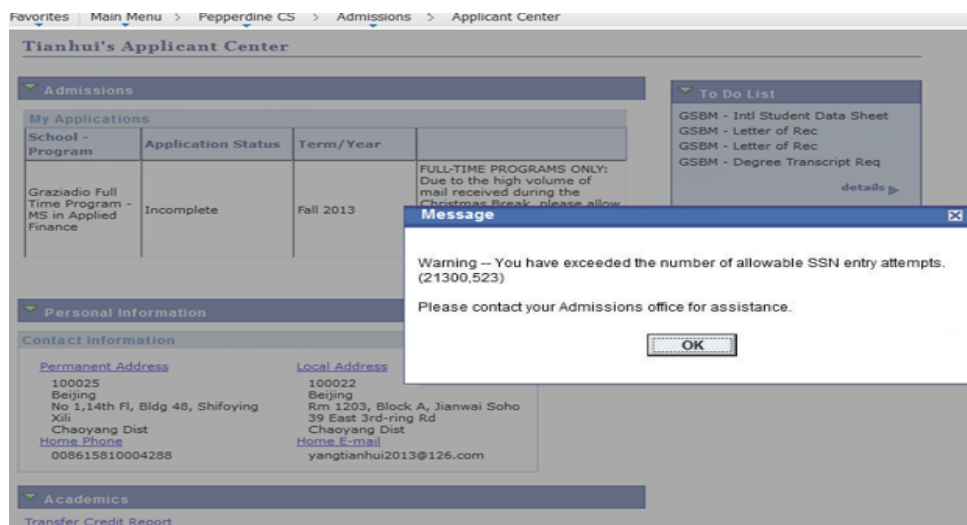 Favorites Main Menu > Pepperdine CS > Admissions > Applicant Center
Tianhui's Applicant Center
Admissions
My Applications
School - Program
Application Status
Term/Year
Graziadio Full
Time Program -
MS in Applied
Finance
Incomplete
Fall 2013
FULL-TIME PROGRAMS ONLY:
Due to the high volume of
mail received during the
Christmas Break, please allow
To Do List
GSBM - Intl Student Data Sheet
GSBM - Letter of Rec
GSBM - Letter of Rec
GSBM - Degree Transcript Req
details
Message
Warning -- You have exceeded the number of allowable SSN entry attempts.
(21300,523)
Please contact your Admissions office for assistance.
OK
Personal Information
Contact Information
Permanent Address
100025
Beijing
No 1,14th Fl, Bldg 48, Shifoying
Xili
Chaoyang Dist
Home Phone
008615810004288
Local Address
100022
Beijing
Rm 1203, Block A, Jianwai Soho
39 East 3rd-ring Rd
Chaoyang Dist
Home E-mail
yangtianhui2013@126.com
Academics
Transfer Credit Report